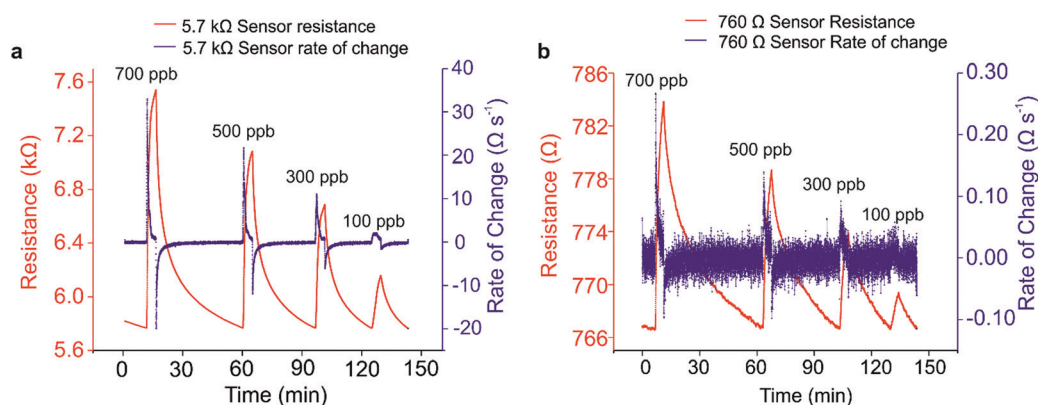 5.7 kΩ Sensor resistance
5.7 kΩ Sensor rate of change
a
700 ppb
500 ppb
300 ppb
100 ppb
7.6
7.2
6.8
6.4
6.0
5.6
Resistance (kΩ)
40
30
20
10
0
-10
-20
Rate of Change (Ω s⁻¹)
0 30 60 90 120 150
Time (min)
760 Ω Sensor Resistance
760 Ω Sensor Rate of change
b
700 ppb
500 ppb
300 ppb
100 ppb
786
782
778
774
770
766
Resistance (Ω)
0.30
0.20
0.10
0.00
-0.10
Rate of Change (Ω s⁻¹)
0 30 60 90 120 150
Time (min)